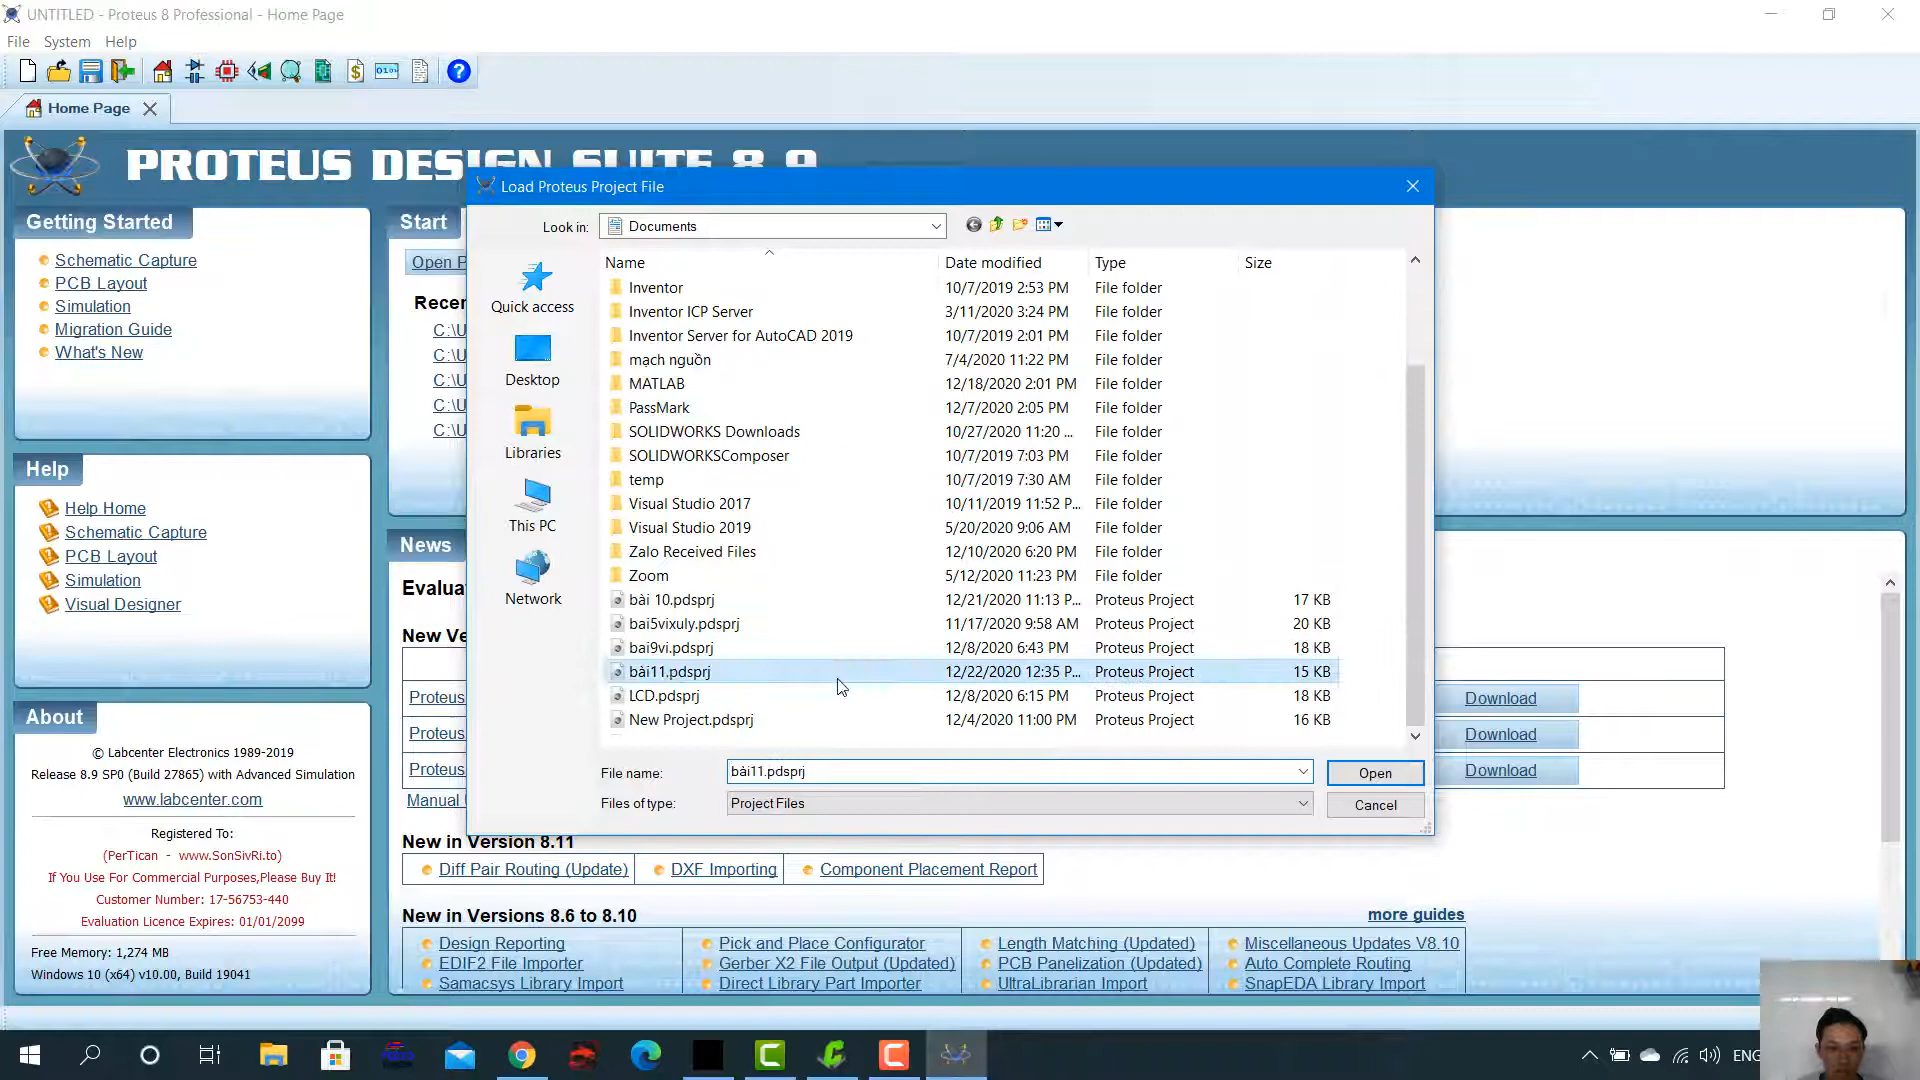 UNTITLED - Proteus 8 Professional - Home Page
File System Help
Home Page
PROTEUS DESIGN SUITE 8.9
Getting Started
Schematic Capture
PCB Layout
Simulation
Migration Guide
What's New
Help
Help Home
Schematic Capture
PCB Layout
Simulation
Visual Designer
About
© Labcenter Electronics 1989-2019
Release 8.9 SP0 (Build 27865) with Advanced Simulation
www.labcenter.com
Registered To:
(PerTican - www.SonSivRi.to)
If You Use For Commercial Purposes,Please Buy It!
Customer Number: 17-56753-440
Evaluation Licence Expires: 01/01/2099
Free Memory: 1,274 MB
Windows 10 (x64) v10.00, Build 19041
Start
Open P
Recen
C:\U
C:\U
C:\U
C:\U
C:\U
News
Evalua
New Ve
Proteus
Proteus
Proteus
Manual
Download
Download
Download
Load Proteus Project File
Look in: Documents
Quick access
Desktop
Libraries
This PC
Network
Name Date modified Type Size
Inventor 10/7/2019 2:53 PM File folder
Inventor ICP Server 3/11/2020 3:24 PM File folder
Inventor Server for AutoCAD 2019 10/7/2019 2:01 PM File folder
mạch nguồn 7/4/2020 11:22 PM File folder
MATLAB 12/18/2020 2:01 PM File folder
PassMark 12/7/2020 2:05 PM File folder
SOLIDWORKS Downloads 10/27/2020 11:20 ... File folder
SOLIDWORKSComposer 10/7/2019 7:03 PM File folder
temp 10/7/2019 7:30 AM File folder
Visual Studio 2017 10/11/2019 11:52 P... File folder
Visual Studio 2019 5/20/2020 9:06 AM File folder
Zalo Received Files 12/10/2020 6:20 PM File folder
Zoom 5/12/2020 11:23 PM File folder
bài 10.pdsprj 12/21/2020 11:13 P... Proteus Project 17 KB
bai5vixuly.pdsprj 11/17/2020 9:58 AM Proteus Project 20 KB
bai9vi.pdsprj 12/8/2020 6:43 PM Proteus Project 18 KB
bài11.pdsprj 12/22/2020 12:35 P... Proteus Project 15 KB
LCD.pdsprj 12/8/2020 6:15 PM Proteus Project 18 KB
New Project.pdsprj 12/4/2020 11:00 PM Proteus Project 16 KB
File name: bài11.pdsprj Open
Files of type: Project Files Cancel
New in Version 8.11
Diff Pair Routing (Update) DXF Importing Component Placement Report
New in Versions 8.6 to 8.10 more guides
Design Reporting Pick and Place Configurator Length Matching (Updated) Miscellaneous Updates V8.10
EDIF2 File Importer Gerber X2 File Output (Updated) PCB Panelization (Updated) Auto Complete Routing
Samacsys Library Import Direct Library Part Importer UltraLibrarian Import SnapEDA Library Import
ENG